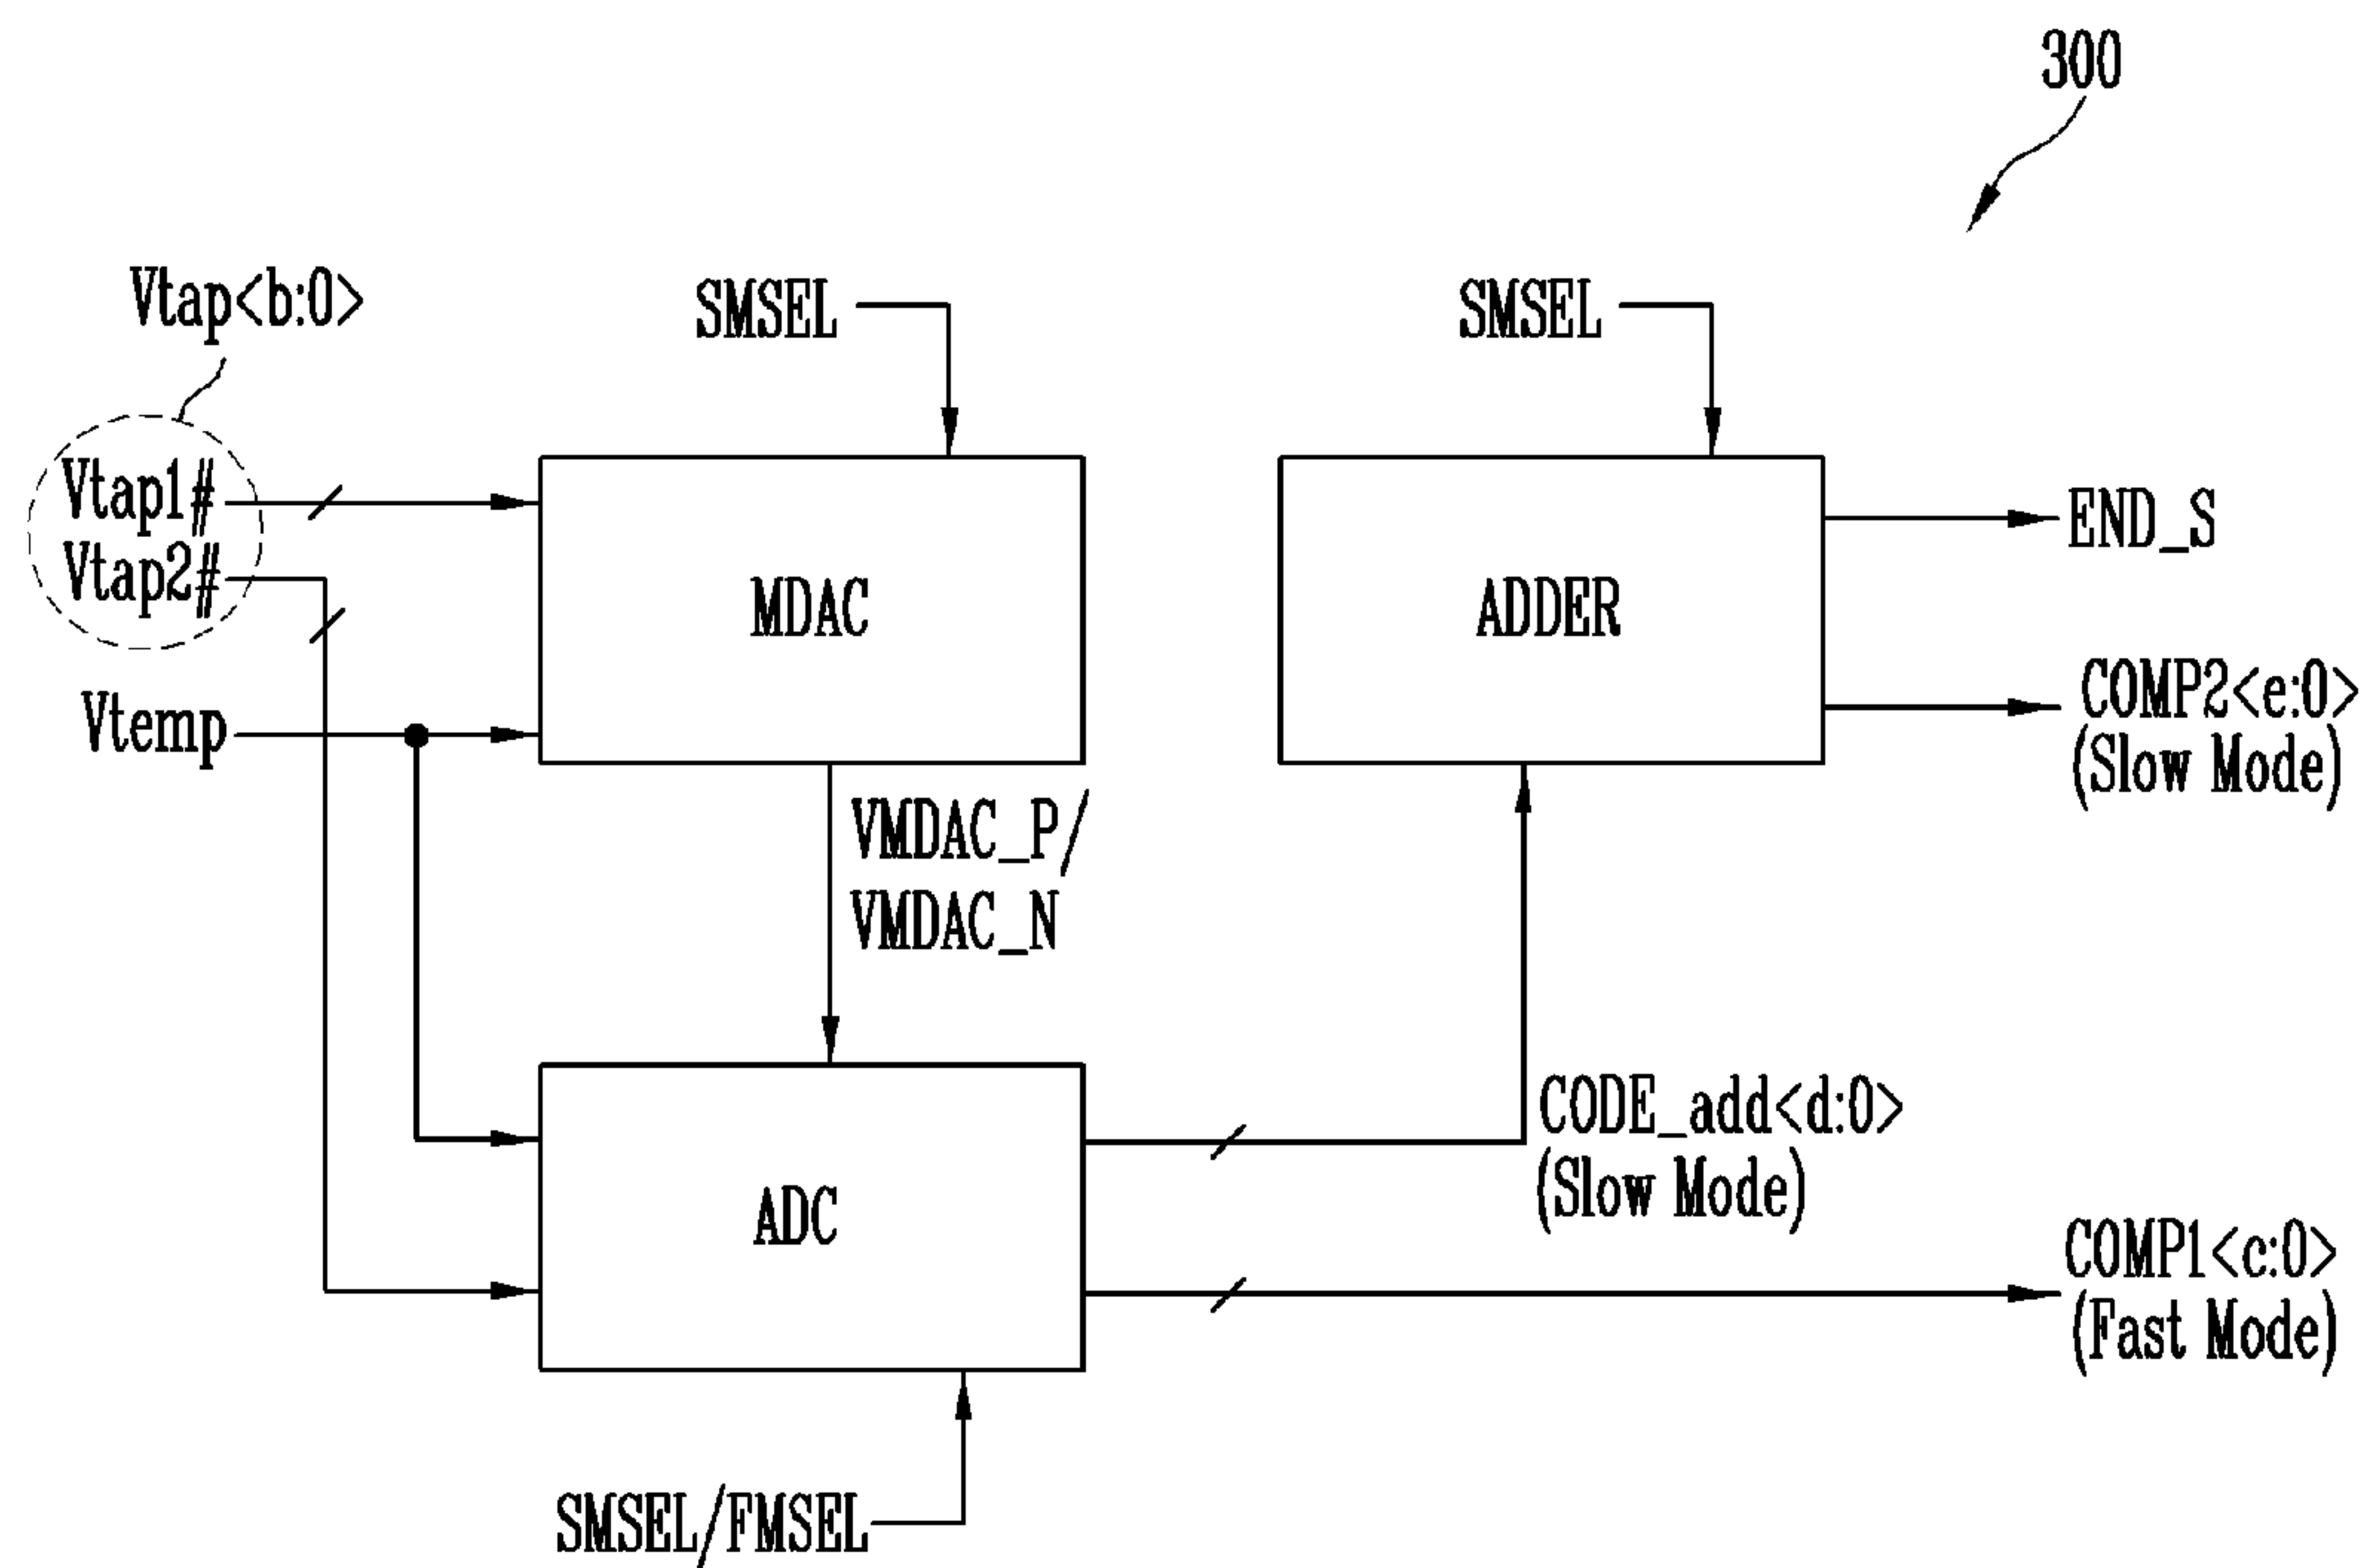 300
Vtap<b:0>
SMSEL
SMSEL
Vtap1#
Vtap2#
Vtemp
MDAC
ADDER
END_S
COMP2<e:0>
(Slow Mode)
VMDAC_P/
VMDAC_N
ADC
CODE_add<d:0>
(Slow Mode)
COMP1<c:0>
(Fast Mode)
SMSEL/FMSEL